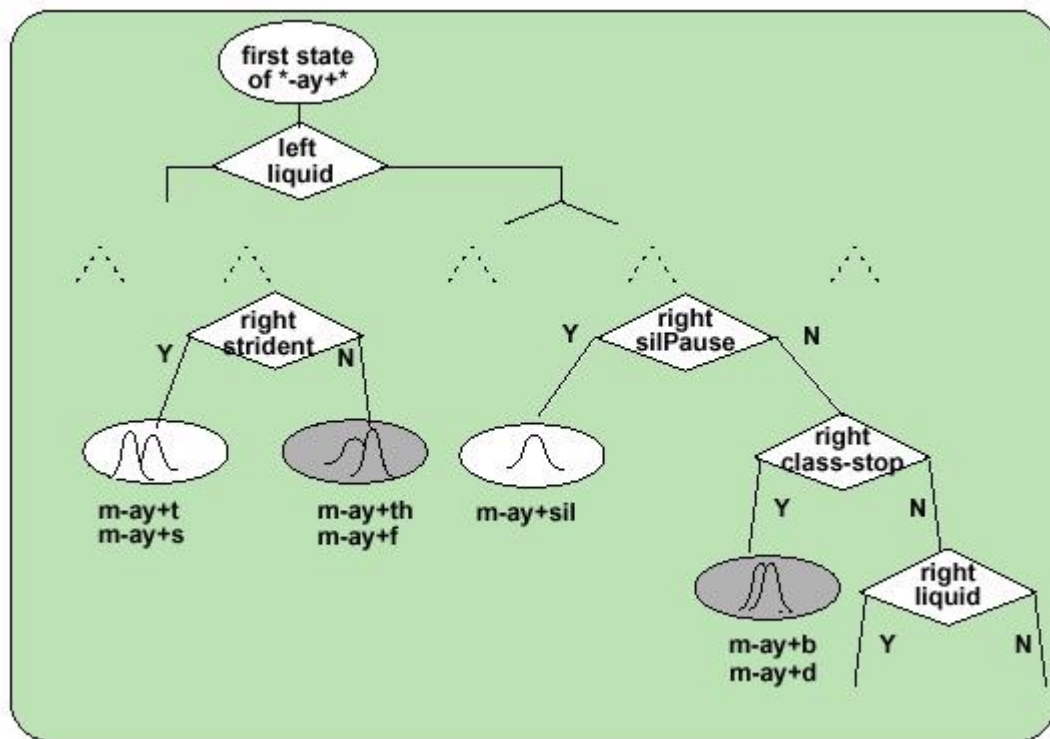 first state
of *-ay+*
left
liquid
right
strident
Y
N
right
silPause
Y
N
m-ay+t
m-ay+s
m-ay+th
m-ay+f
m-ay+sil
right
class-stop
Y
N
m-ay+b
m-ay+d
right
liquid
Y
N